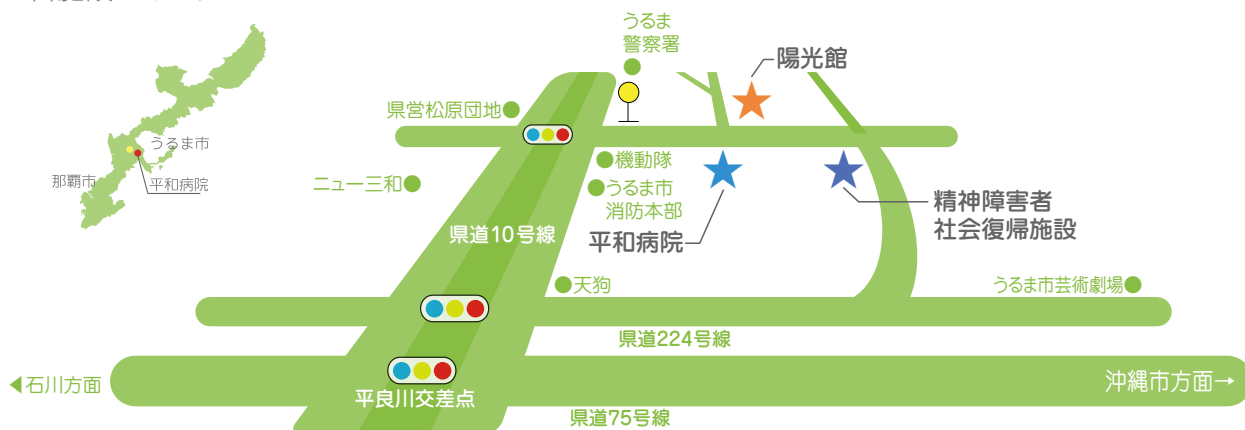 うるま
警察署
陽光館
県営松原団地
うるま市
那覇市
平和病院
ニュー三和
機動隊
うるま市
消防本部
平和病院
精神障害者
社会復帰施設
県道10号線
天狗
うるま市芸術劇場
県道224号線
石川方面
沖縄市方面→
平良川交差点
県道75号線